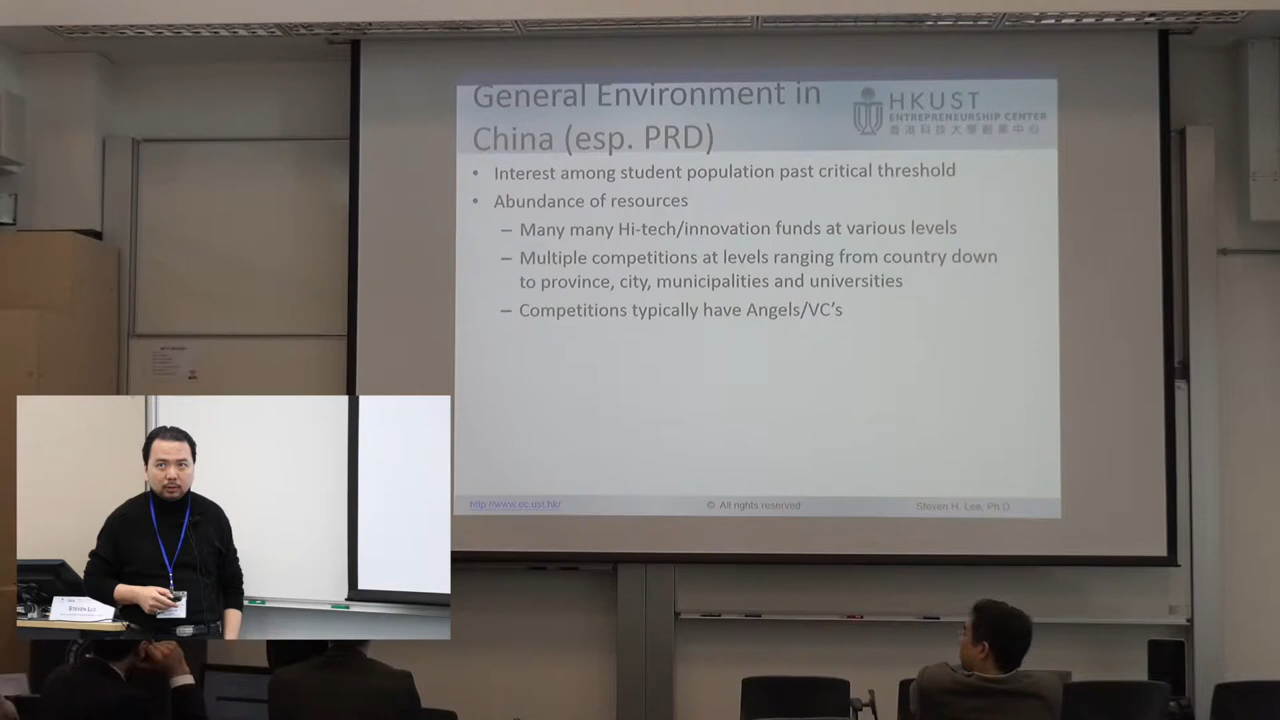 General Environment in
China (esp. PRD)
HKUST
ENTREPRENEURSHIP CENTER
香港科技大學創業中心
• Interest among student population past critical threshold
• Abundance of resources
– Many many Hi-tech/innovation funds at various levels
– Multiple competitions at levels ranging from country down
to province, city, municipalities and universities
– Competitions typically have Angels/VC's
http://www.ec.ust.hk/
© All rights reserved
Steven H. Lee, Ph.D.
STEVEN LEE